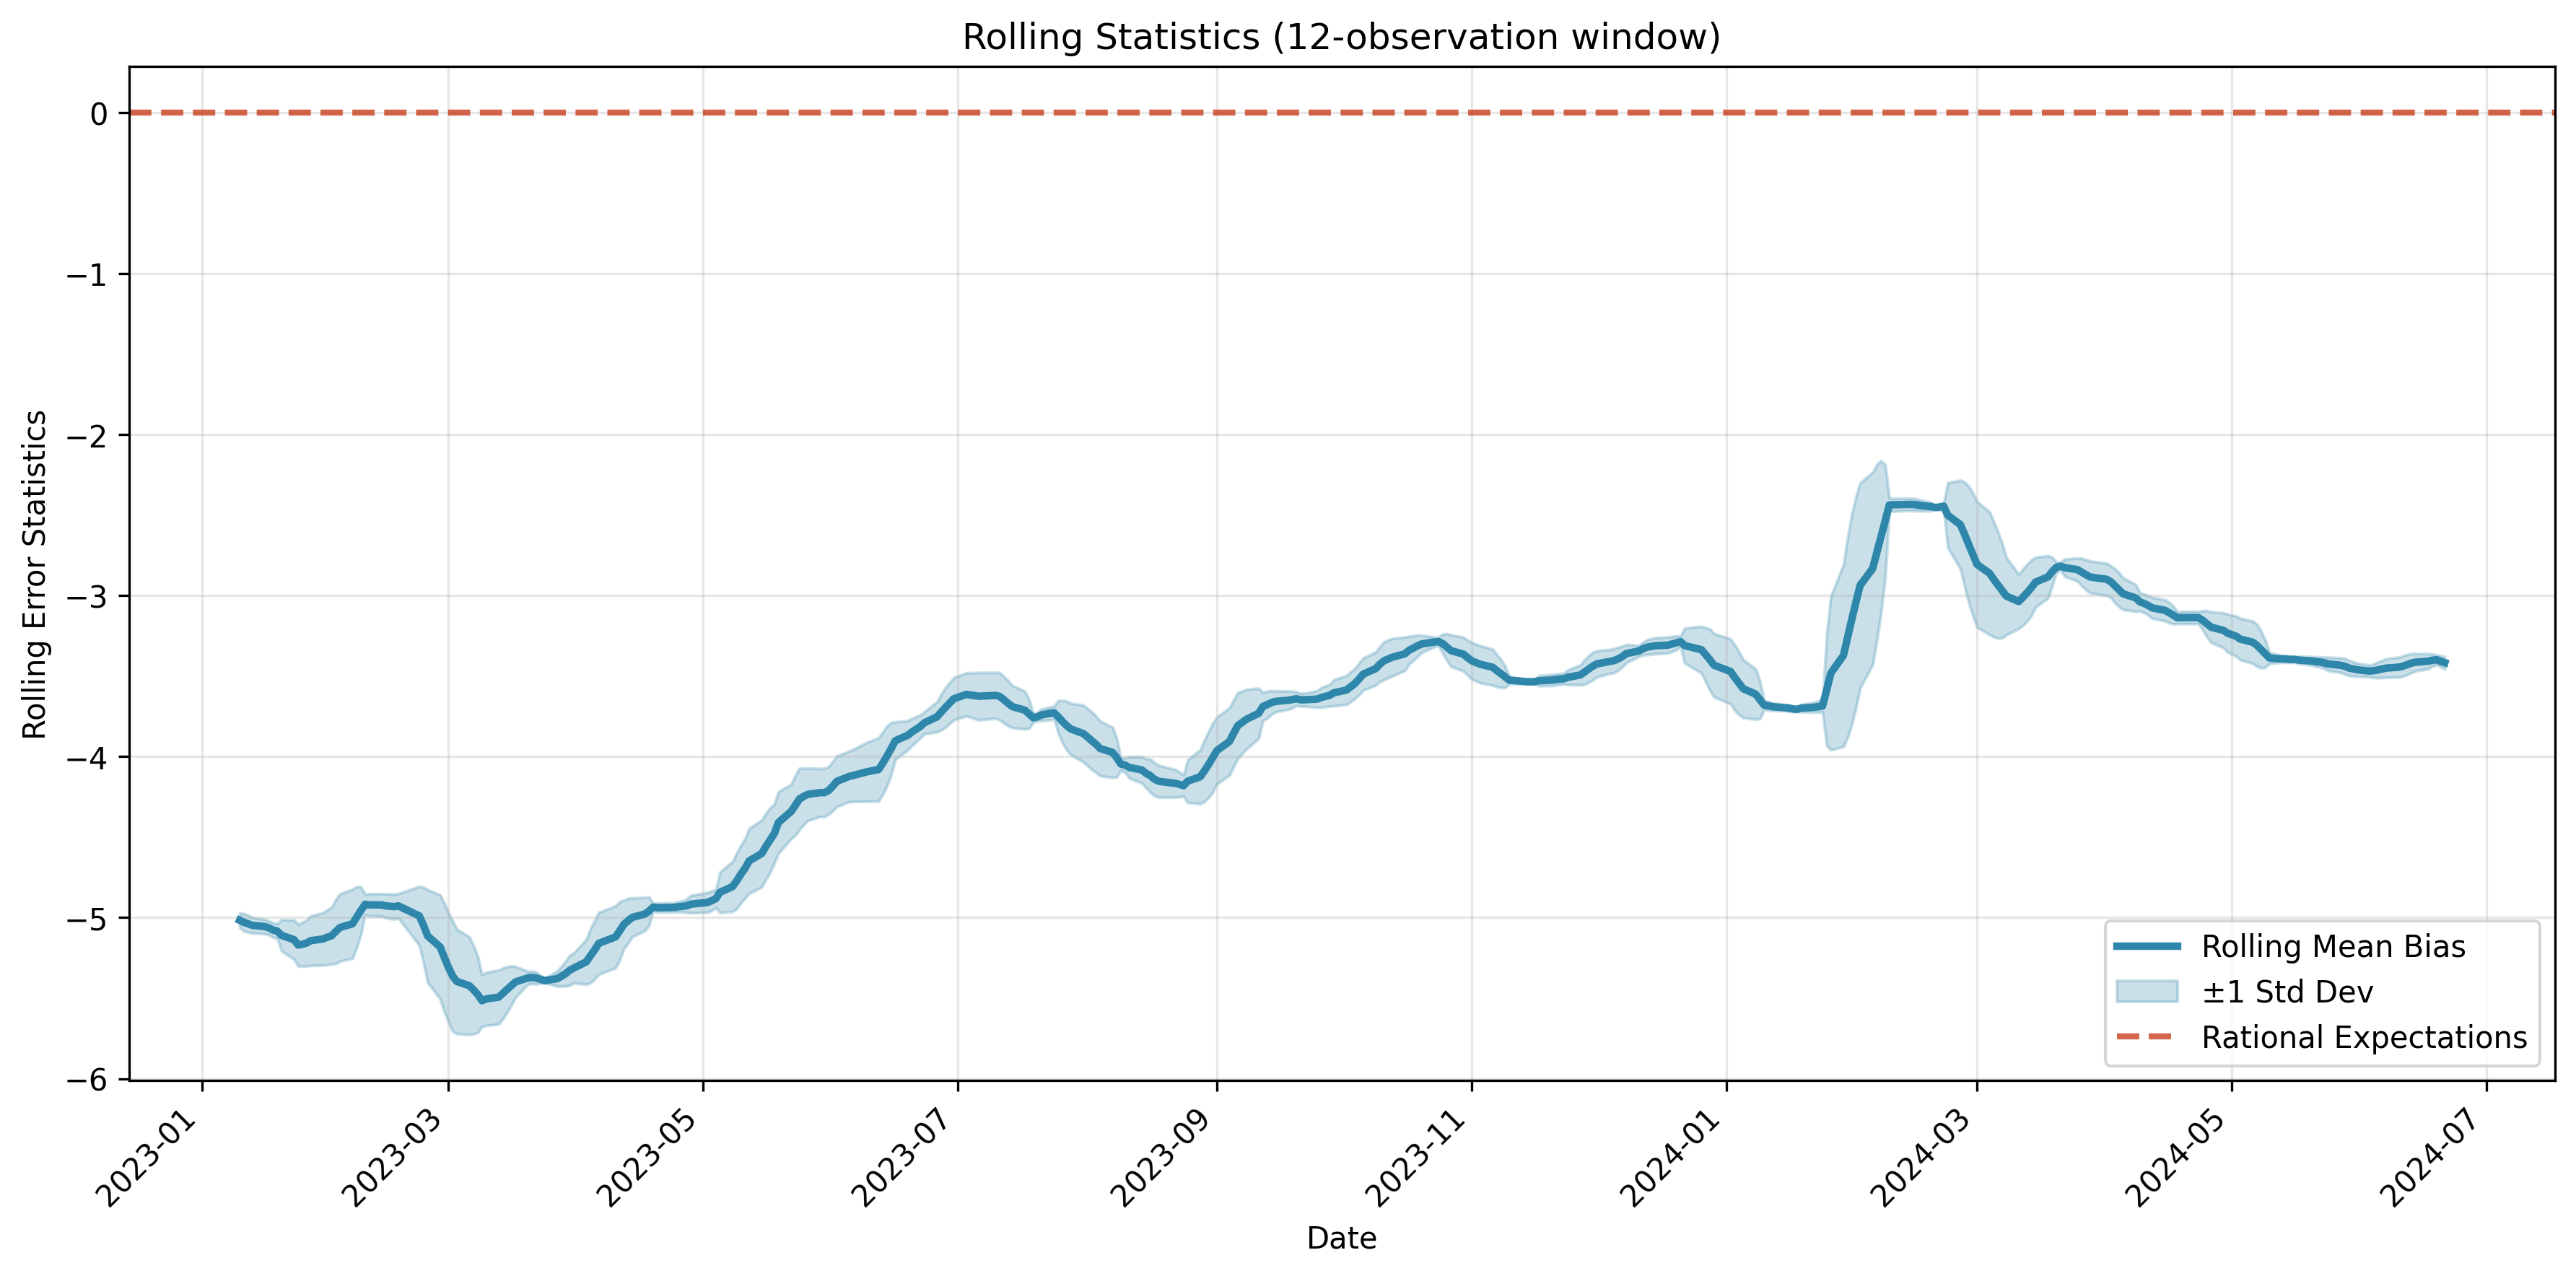 Rolling Statistics (12-observation window)
Rolling Error Statistics
0
−1
−2
−3
−4
−5
−6
Rolling Mean Bias
±1 Std Dev
Rational Expectations
2023-01
2023-03
2023-05
2023-07
2023-09
2023-11
2024-01
2024-03
2024-05
2024-07
Date